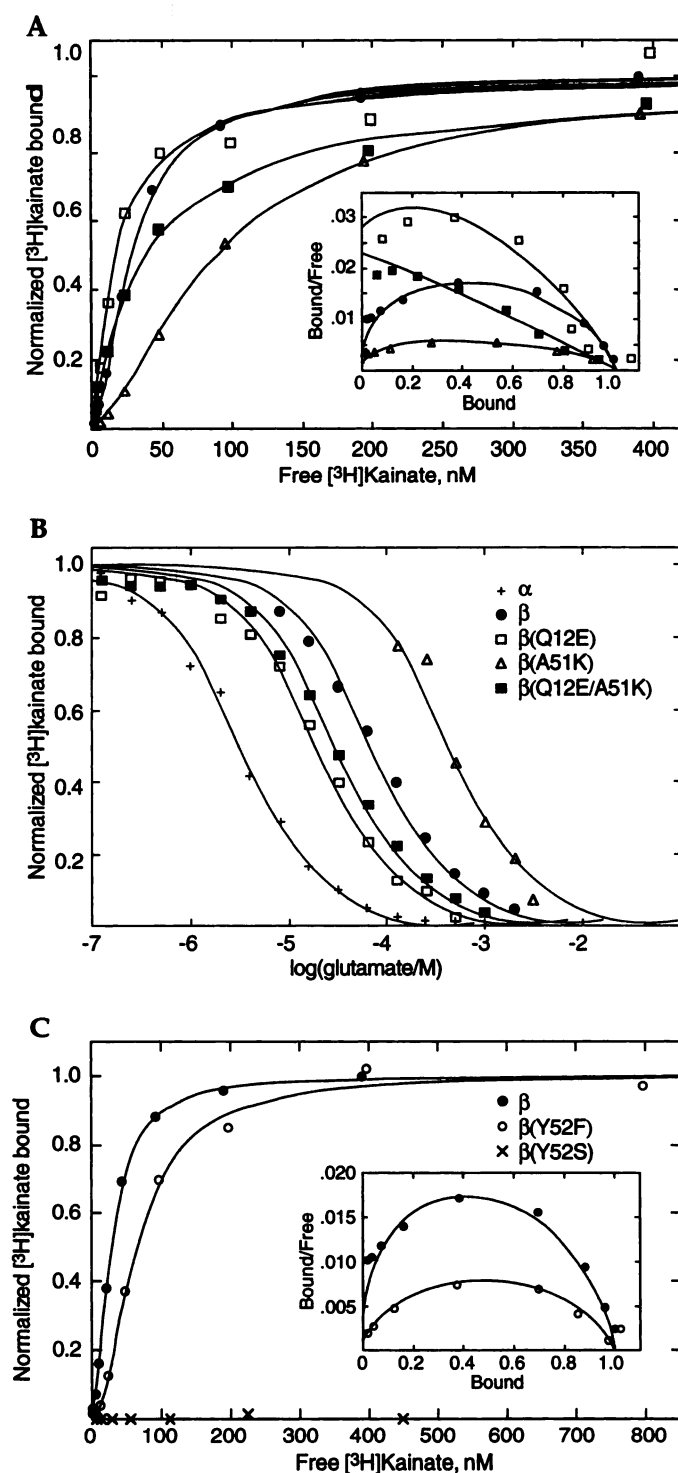 A
Normalized [³H]kainate bound
1.0
0.8
0.6
0.4
0.2
0 50 100 150 200 250 300 350 400
Free [³H]Kainate, nM
Bound/Free
.03
.02
.01
0 0.2 0.4 0.6 0.8 1.0
Bound
B
Normalized [³H]kainate bound
1.0
0.8
0.6
0.4
0.2
-7 -6 -5 -4 -3 -2
log(glutamate/M)
α
β
β(Q12E)
β(A51K)
β(Q12E/A51K)
C
Normalized [³H]kainate bound
1.0
0.8
0.6
0.4
0.2
0 100 200 300 400 500 600 700 800
Free [³H]Kainate, nM
β
β(Y52F)
β(Y52S)
Bound/Free
.020
.015
.010
.005
0 0.2 0.4 0.6 0.8 1.0
Bound